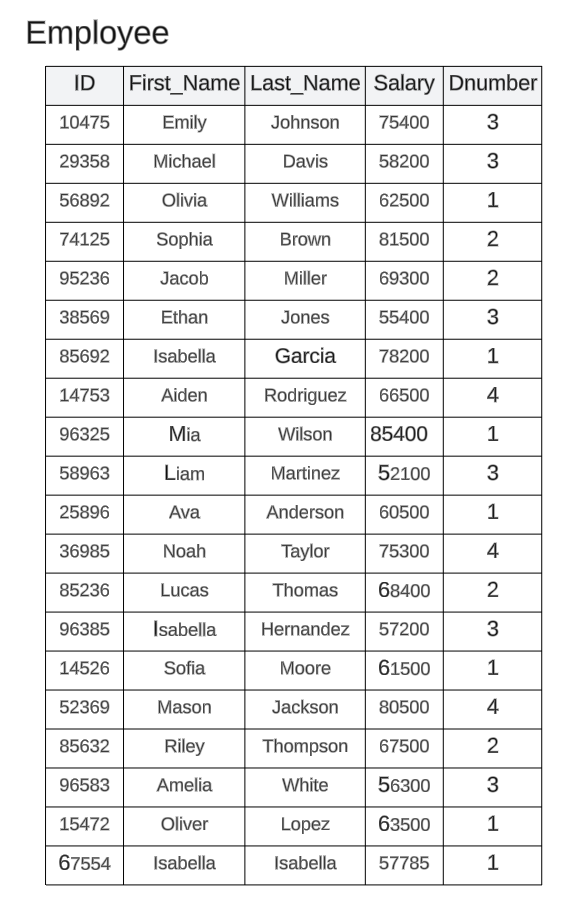 Employee
ID First_Name Last_Name Salary Dnumber
10475 Emily Johnson 75400 3
29358 Michael Davis 58200 3
56892 Olivia Williams 62500 1
74125 Sophia Brown 81500 2
95236 Jacob Miller 69300 2
38569 Ethan Jones 55400 3
85692 Isabella Garcia 78200 1
14753 Aiden Rodriguez 66500 4
96325 Mia Wilson 85400 1
58963 Liam Martinez 52100 3
25896 Ava Anderson 60500 1
36985 Noah Taylor 75300 4
85236 Lucas Thomas 68400 2
96385 Isabella Hernandez 57200 3
14526 Sofia Moore 61500 1
52369 Mason Jackson 80500 4
85632 Riley Thompson 67500 2
96583 Amelia White 56300 3
15472 Oliver Lopez 63500 1
67554 Isabella Isabella 57785 1